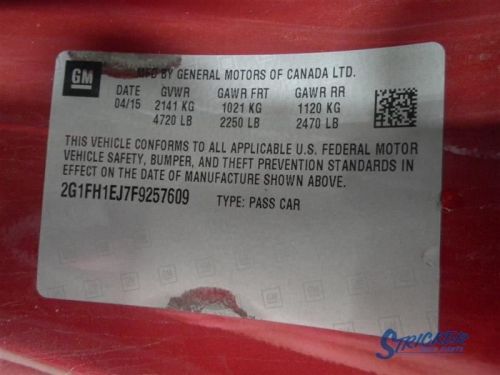 GM
MFD BY GENERAL MOTORS OF CANADA LTD.
DATE GVWR GAWR FRT GAWR RR
04/15 2141 KG 1021 KG 1120 KG
4720 LB 2250 LB 2470 LB
THIS VEHICLE CONFORMS TO ALL APPLICABLE U.S. FEDERAL MOTOR
VEHICLE SAFETY, BUMPER, AND THEFT PREVENTION STANDARDS IN
EFFECT ON THE DATE OF MANUFACTURE SHOWN ABOVE.
2G1FH1EJ7F9257609 TYPE: PASS CAR